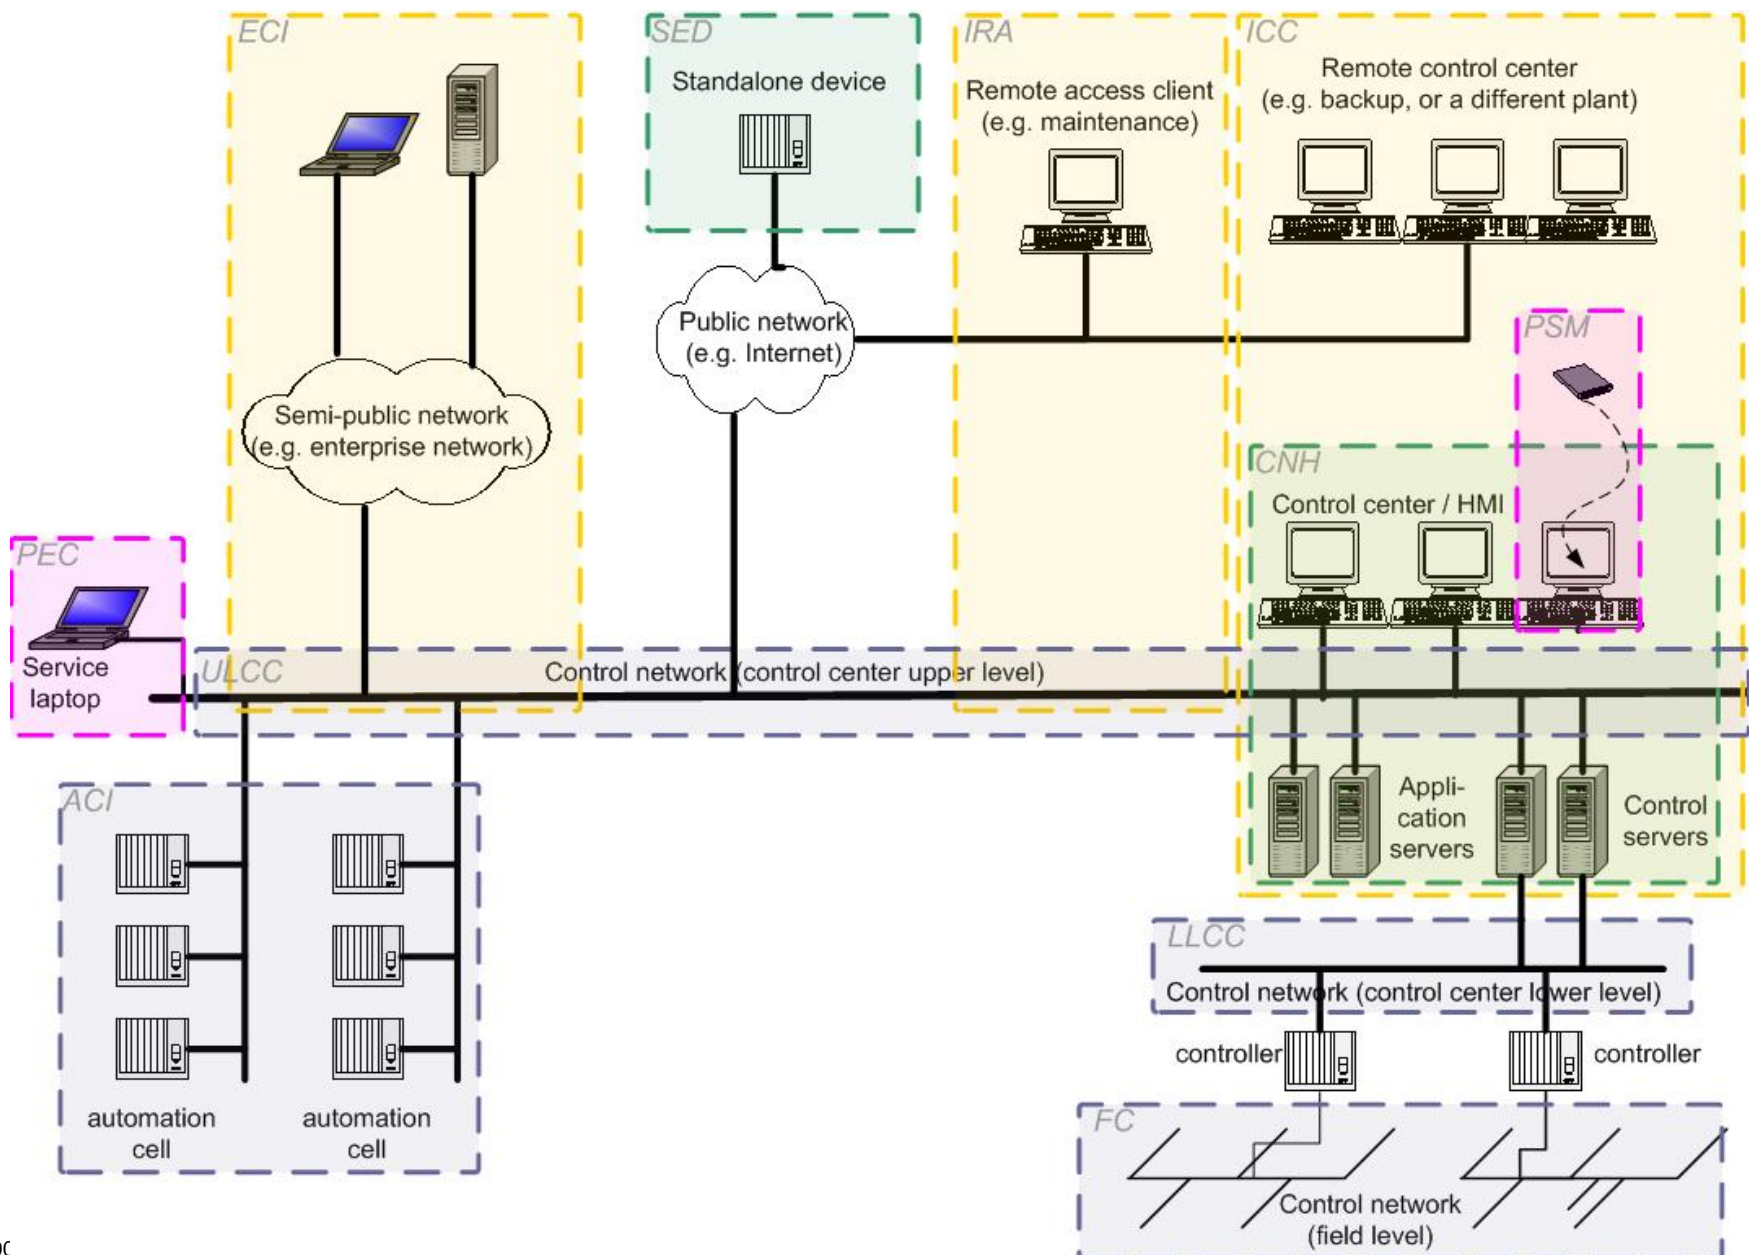 ECI
SED
IRA
ICC
Standalone device
Remote access client
(e.g. maintenance)
Remote control center
(e.g. backup, or a different plant)
Public network
(e.g. Internet)
PSM
Semi-public network
(e.g. enterprise network)
CNH
Control center / HMI
PEC
Service
laptop
ULCC
Control network (control center upper level)
ACI
Appli-
cation
servers
Control
servers
LLCC
Control network (control center lower level)
controller
controller
automation
cell
automation
cell
FC
Control network
(field level)